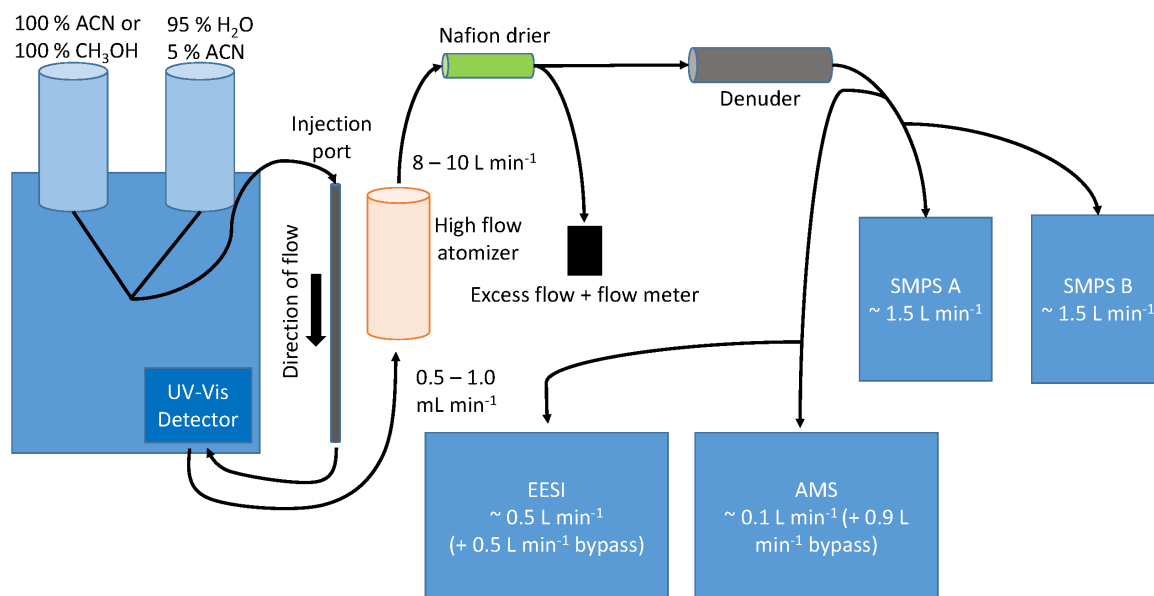 100 % ACN or
100 % CH₃OH
95 % H₂O
5 % ACN
Nafion drier
Denuder
Injection
port
8 – 10 L min⁻¹
High flow
atomizer
Direction of flow
Excess flow + flow meter
SMPS A
~ 1.5 L min⁻¹
SMPS B
~ 1.5 L min⁻¹
UV-Vis
Detector
0.5 – 1.0
mL min⁻¹
EESI
~ 0.5 L min⁻¹
(+ 0.5 L min⁻¹ bypass)
AMS
~ 0.1 L min⁻¹ (+ 0.9 L
min⁻¹ bypass)